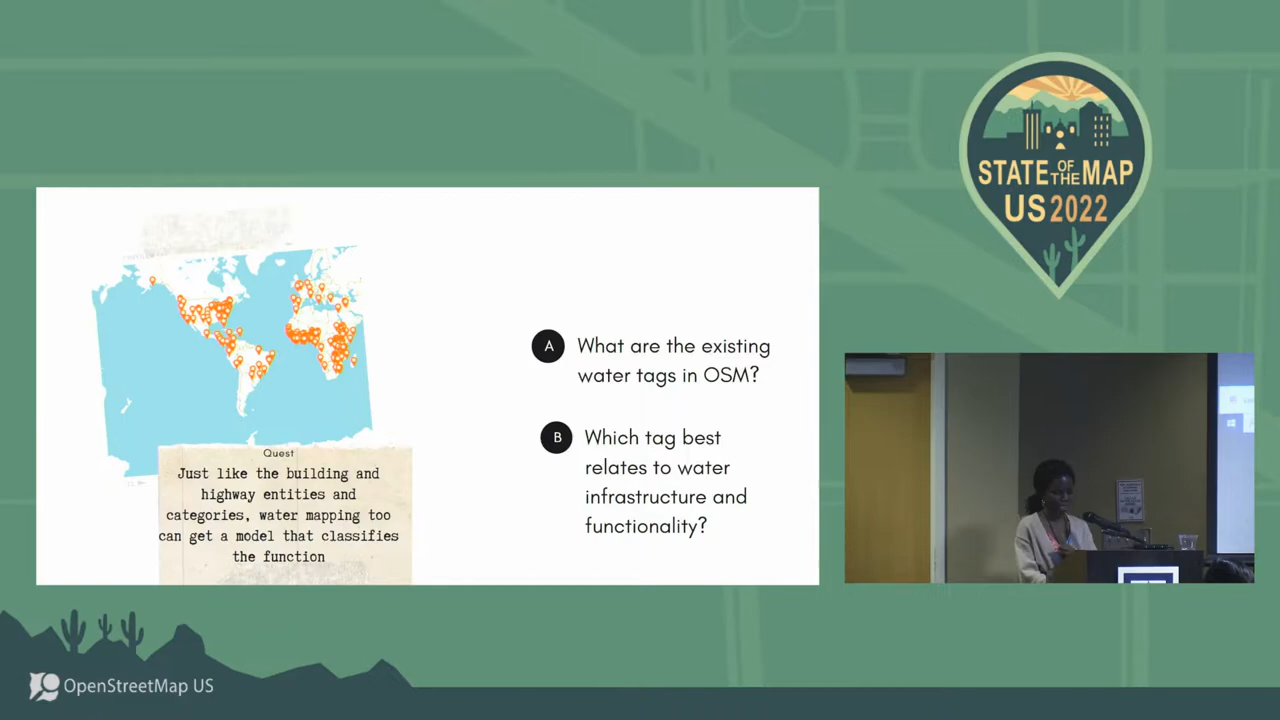 STATE OF THE MAP
US 2022
Quest
Just like the building and
highway entities and
categories, water mapping too
can get a model that classifies
the function
A
What are the existing
water tags in OSM?
B
Which tag best
relates to water
infrastructure and
functionality?
OpenStreetMap US